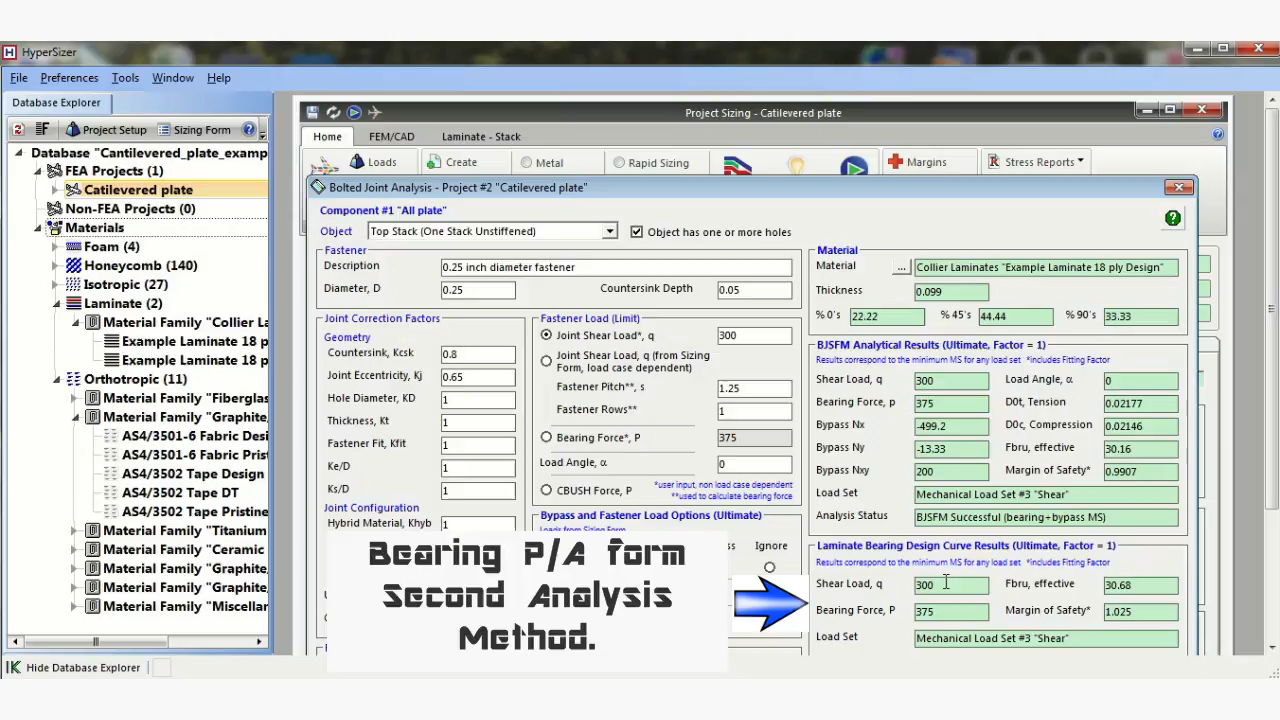 HyperSizer
File Preferences Tools Window Help
Database Explorer
Project Setup Sizing Form
Database "Cantilevered_plate_examp
FEA Projects (1)
Catilevered plate
Non-FEA Projects (0)
Materials
Foam (4)
Honeycomb (140)
Isotropic (27)
Laminate (2)
Material Family "Collier La
Example Laminate 18 p
Example Laminate 18 p
Orthotropic (11)
Material Family "Fiberglas
Material Family "Graphite,
AS4/3501-6 Fabric Desi
AS4/3501-6 Fabric Prist
AS4/3502 Tape Design
AS4/3502 Tape DT
AS4/3502 Tape Pristine
Material Family "Titanium
Material Family "Ceramic
Material Family "Graphite,
Material Family "Miscellar
Hide Database Explorer
Project Sizing - Catilevered plate
Home FEM/CAD Laminate - Stack
Loads Create Metal Rapid Sizing Margins Stress Reports
Bolted Joint Analysis - Project #2 "Catilevered plate"
Component #1 "All plate"
Object Top Stack (One Stack Unstiffened) Object has one or more holes
Fastener
Description 0.25 inch diameter fastener
Diameter, D 0.25 Countersink Depth 0.05
Joint Correction Factors
Geometry
Countersink, Kcsk 0.8
Joint Eccentricity, Kj 0.65
Hole Diameter, KD 1
Thickness, Kt 1
Fastener Fit, Kfit 1
Ke/D 1
Ks/D 1
Joint Configuration
Hybrid Material, Khyb 1
Fastener Load (Limit)
Joint Shear Load*, q 300
Joint Shear Load, q (from Sizing
Form, load case dependent)
Fastener Pitch**, s 1.25
Fastener Rows** 1
Bearing Force*, P 375
Load Angle, α 0
CBUSH Force, P
*user input, non load case dependent
**used to calculate bearing force
Bypass and Fastener Load Options (Ultimate)
Ignore
Material
Material ... Collier Laminates "Example Laminate 18 ply Design"
Thickness 0.099
% 0's 22.22 % 45's 44.44 % 90's 33.33
BJSFM Analytical Results (Ultimate, Factor = 1)
Results correspond to the minimum MS for any load set *includes Fitting Factor
Shear Load, q 300 Load Angle, α 0
Bearing Force, p 375 D0t, Tension 0.02177
Bypass Nx -499.2 D0c, Compression 0.02146
Bypass Ny -13.33 Fbru, effective 30.16
Bypass Nxy 200 Margin of Safety* 0.9907
Load Set Mechanical Load Set #3 "Shear"
Analysis Status BJSFM Successful (bearing+bypass MS)
Laminate Bearing Design Curve Results (Ultimate, Factor = 1)
Results correspond to the minimum MS for any load set *includes Fitting Factor
Shear Load, q 300 Fbru, effective 30.68
Bearing Force, P 375 Margin of Safety* 1.025
Load Set Mechanical Load Set #3 "Shear"
Bearing P/A form
Second Analysis
Method.